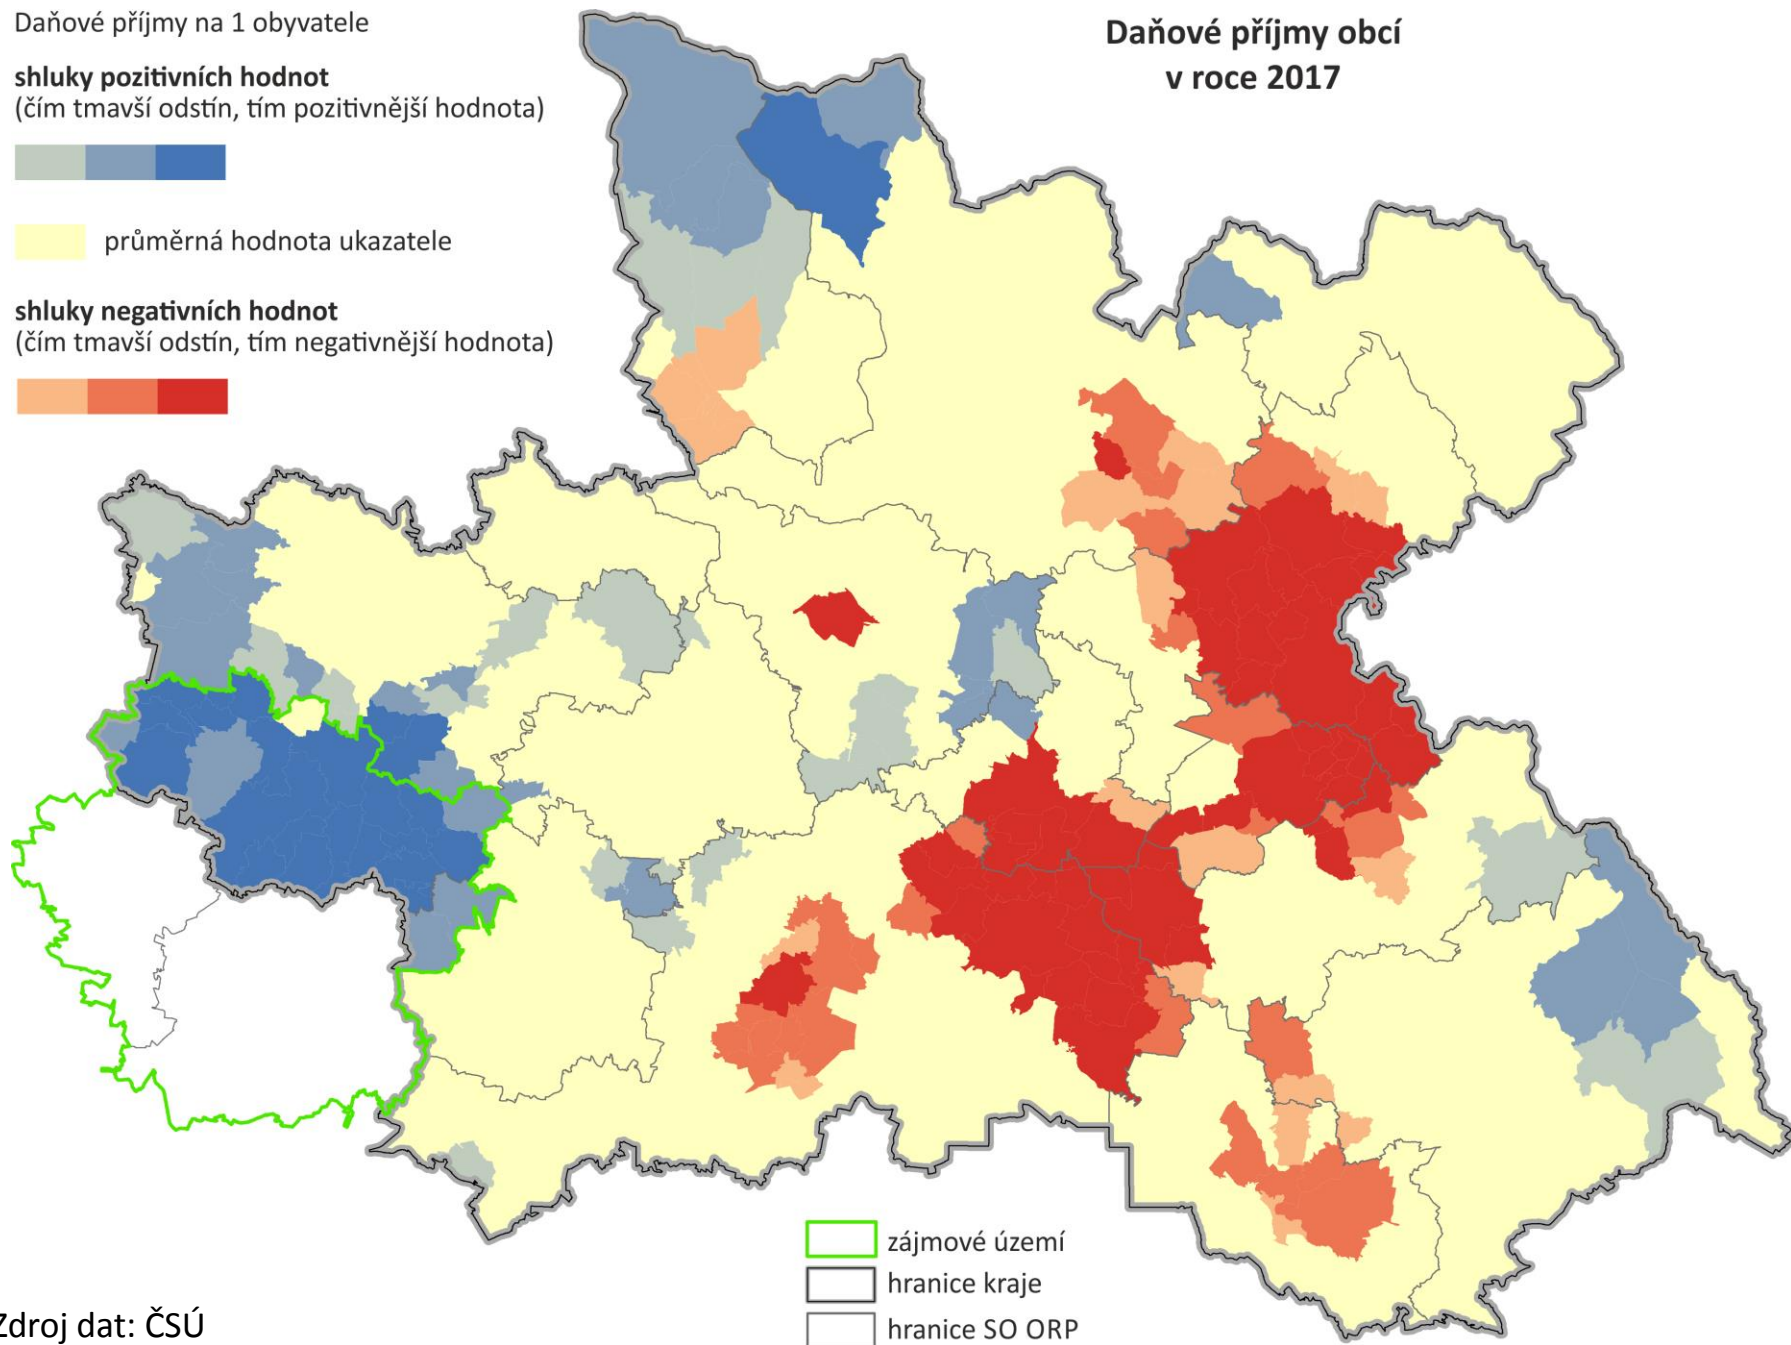 Daňové příjmy na 1 obyvatele
shluky pozitivních hodnot
(čím tmavší odstín, tím pozitivnější hodnota)
průměrná hodnota ukazatele
shluky negativních hodnot
(čím tmavší odstín, tím negativnější hodnota)
Daňové příjmy obcí
v roce 2017
zájmové území
hranice kraje
hranice SO ORP
Zdroj dat: ČSÚ